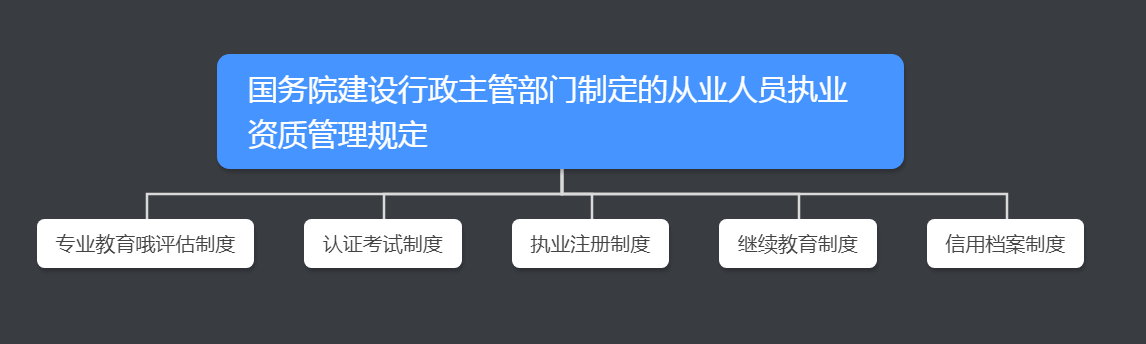 国务院建设行政主管部门制定的从业人员执业
资质管理规定
专业教育哦评估制度
认证考试制度
执业注册制度
继续教育制度
信用档案制度